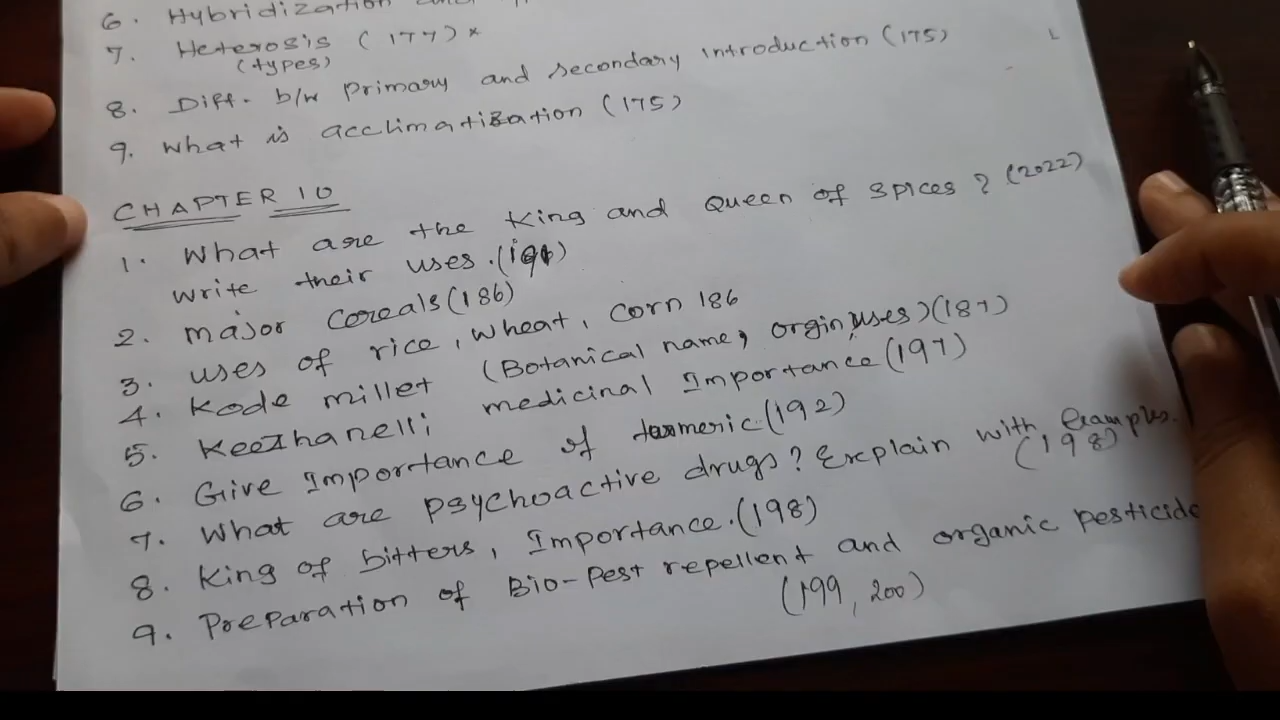 6. Hybridization
7. Heterosis (177) *
(types)
8. Diff. b/w Primary and secondary introduction (175)
9. What is acclimatization (175)
CHAPTER 10
1. What are the King and Queen of Spices? (2022)
write their uses. (191)
2. major cereals (186)
3. uses of rice, wheat, corn 186
4. Kode millet (Botanical name, orgin, uses) (187)
5. Keezhanelli medicinal Importance (197)
6. Give Importance of turmeric. (192)
7. What are psychoactive drugs? Explain with Examples.
(198)
8. King of bitters, Importance. (198)
9. Preparation of Bio-Pest repellent and organic pesticide
(199, 200)